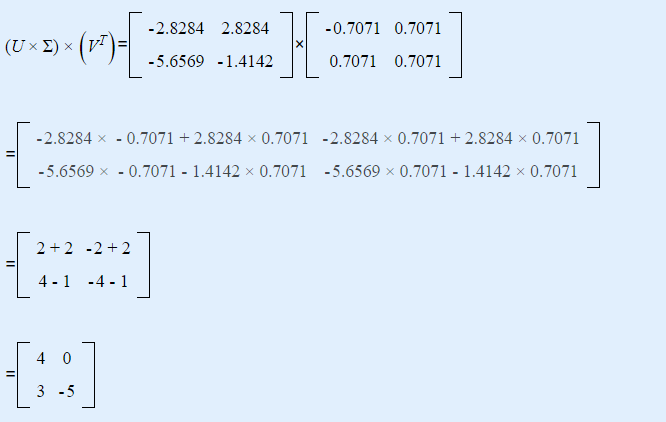 (U × Σ) × (Vᵀ) = [ -2.8284 2.8284 ] × [ -0.7071 0.7071 ]
[ -5.6569 -1.4142 ] [ 0.7071 0.7071 ]
= [ -2.8284 × - 0.7071 + 2.8284 × 0.7071 -2.8284 × 0.7071 + 2.8284 × 0.7071 ]
[ -5.6569 × - 0.7071 - 1.4142 × 0.7071 -5.6569 × 0.7071 - 1.4142 × 0.7071 ]
= [ 2 + 2 -2 + 2 ]
[ 4 - 1 -4 - 1 ]
= [ 4 0 ]
[ 3 -5 ]